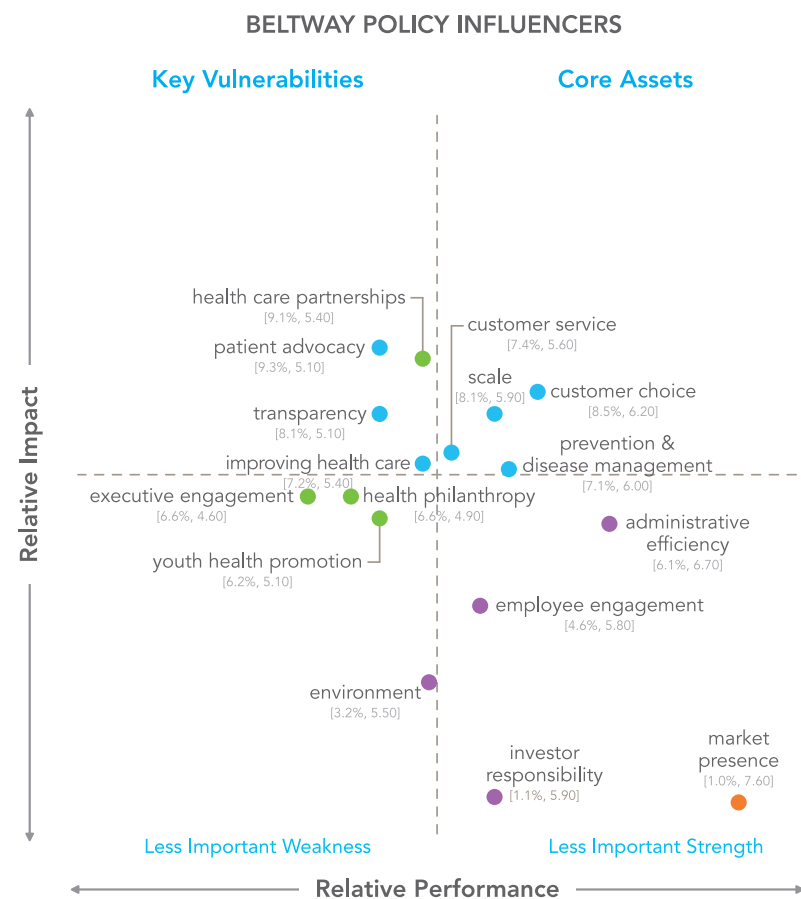 BELTWAY POLICY INFLUENCERS
Key Vulnerabilities
Core Assets
health care partnerships
[9.1%, 5.40]
customer service
[7.4%, 5.60]
patient advocacy
[9.3%, 5.10]
scale
[8.1%, 5.90]
customer choice
[8.5%, 6.20]
transparency
[8.1%, 5.10]
prevention &
disease management
[7.1%, 6.00]
improving health care
[7.2%, 5.40]
executive engagement
[6.6%, 4.60]
health philanthropy
[6.6%, 4.90]
administrative
efficiency
[6.1%, 6.70]
youth health promotion
[6.2%, 5.10]
employee engagement
[4.6%, 5.80]
environment
[3.2%, 5.50]
investor
responsibility
[1.1%, 5.90]
market
presence
[1.0%, 7.60]
Less Important Weakness
Less Important Strength
Relative Impact
Relative Performance